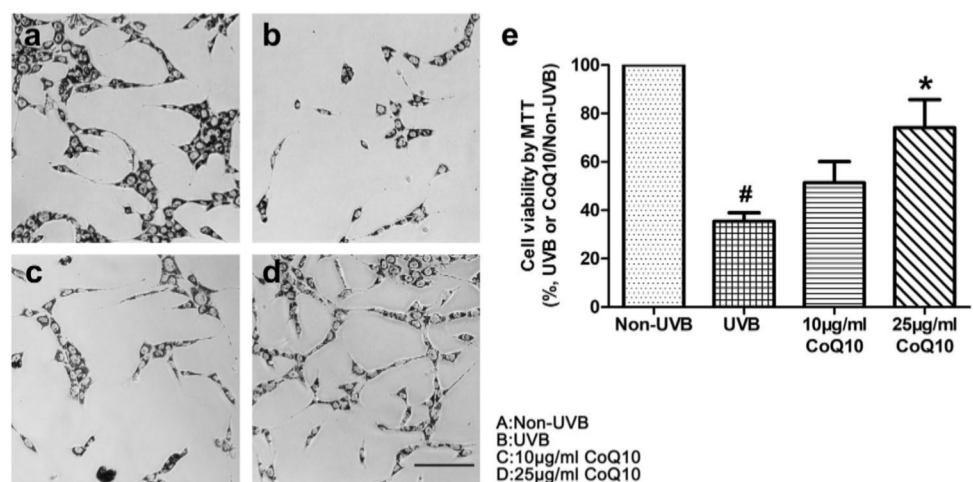 a
b
c
d
e
Cell viability by MTT
(%, UVB or CoQ10/Non-UVB)
100
80
60
40
20
0
#
*
Non-UVB
UVB
10µg/ml
CoQ10
25µg/ml
CoQ10
A:Non-UVB
B:UVB
C:10µg/ml CoQ10
D:25µg/ml CoQ10